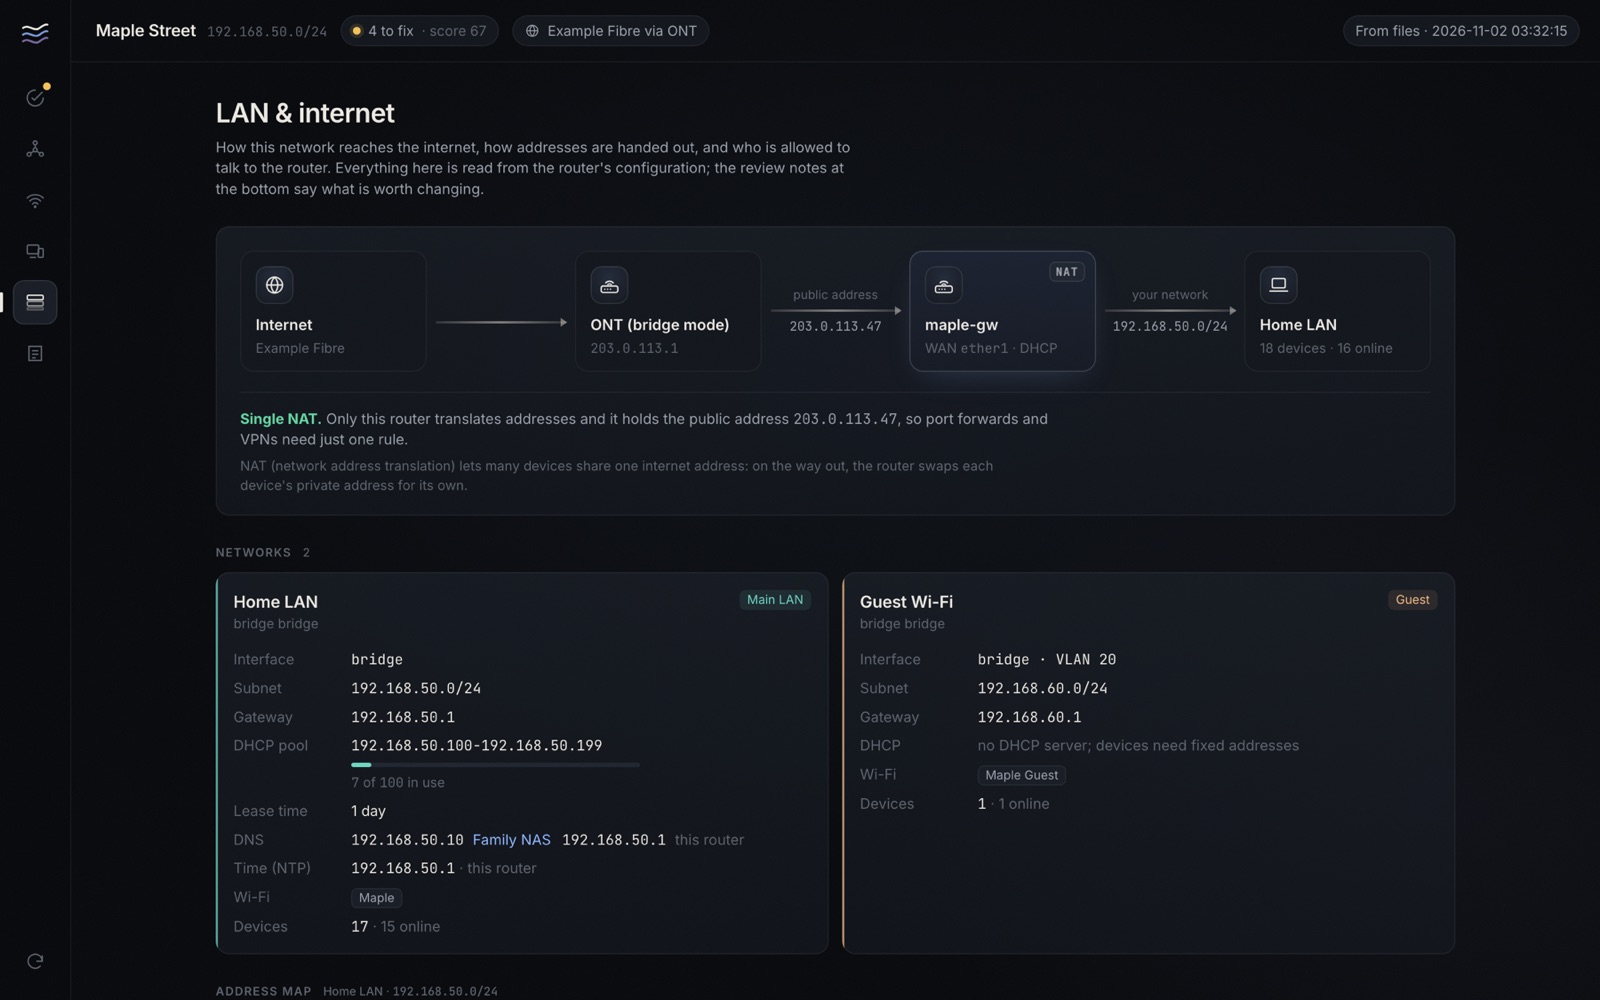 Maple Street 192.168.50.0/24 4 to fix · score 67 Example Fibre via ONT From files · 2026-11-02 03:32:15
LAN & internet
How this network reaches the internet, how addresses are handed out, and who is allowed to
talk to the router. Everything here is read from the router's configuration; the review notes at
the bottom say what is worth changing.
Internet
Example Fibre
ONT (bridge mode)
203.0.113.1
public address
203.0.113.47
NAT
maple-gw
WAN ether1 · DHCP
your network
192.168.50.0/24
Home LAN
18 devices · 16 online
Single NAT. Only this router translates addresses and it holds the public address 203.0.113.47, so port forwards and
VPNs need just one rule.
NAT (network address translation) lets many devices share one internet address: on the way out, the router swaps each
device's private address for its own.
NETWORKS 2
Home LAN Main LAN
bridge bridge
Interface bridge
Subnet 192.168.50.0/24
Gateway 192.168.50.1
DHCP pool 192.168.50.100-192.168.50.199
7 of 100 in use
Lease time 1 day
DNS 192.168.50.10 Family NAS 192.168.50.1 this router
Time (NTP) 192.168.50.1 · this router
Wi-Fi Maple
Devices 17 · 15 online
Guest Wi-Fi Guest
bridge bridge
Interface bridge · VLAN 20
Subnet 192.168.60.0/24
Gateway 192.168.60.1
DHCP no DHCP server; devices need fixed addresses
Wi-Fi Maple Guest
Devices 1 · 1 online
ADDRESS MAP Home LAN · 192.168.50.0/24